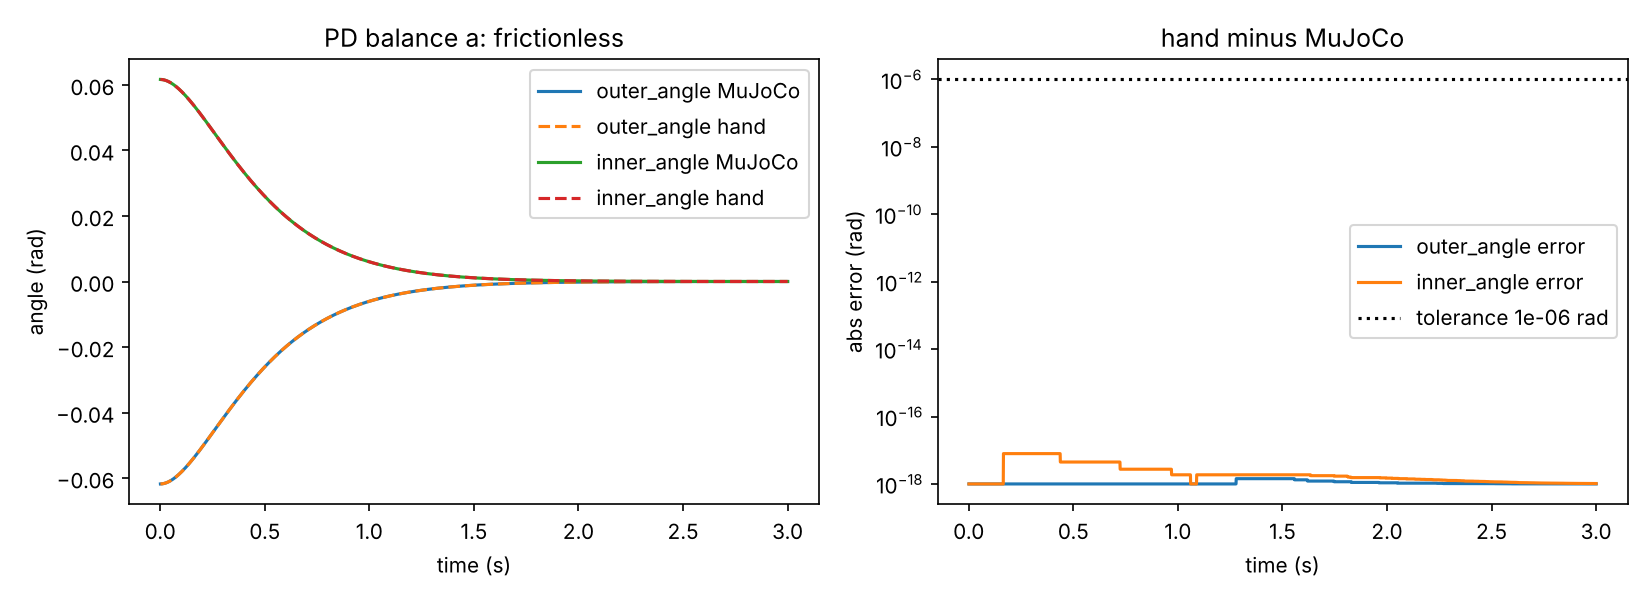 PD balance a: frictionless
outer_angle MuJoCo
outer_angle hand
inner_angle MuJoCo
inner_angle hand
0.06
0.04
0.02
0.00
−0.02
−0.04
−0.06
angle (rad)
0.0 0.5 1.0 1.5 2.0 2.5 3.0
time (s)
hand minus MuJoCo
10⁻⁶
10⁻⁸
10⁻¹⁰
10⁻¹²
10⁻¹⁴
10⁻¹⁶
10⁻¹⁸
abs error (rad)
outer_angle error
inner_angle error
tolerance 1e-06 rad
0.0 0.5 1.0 1.5 2.0 2.5 3.0
time (s)